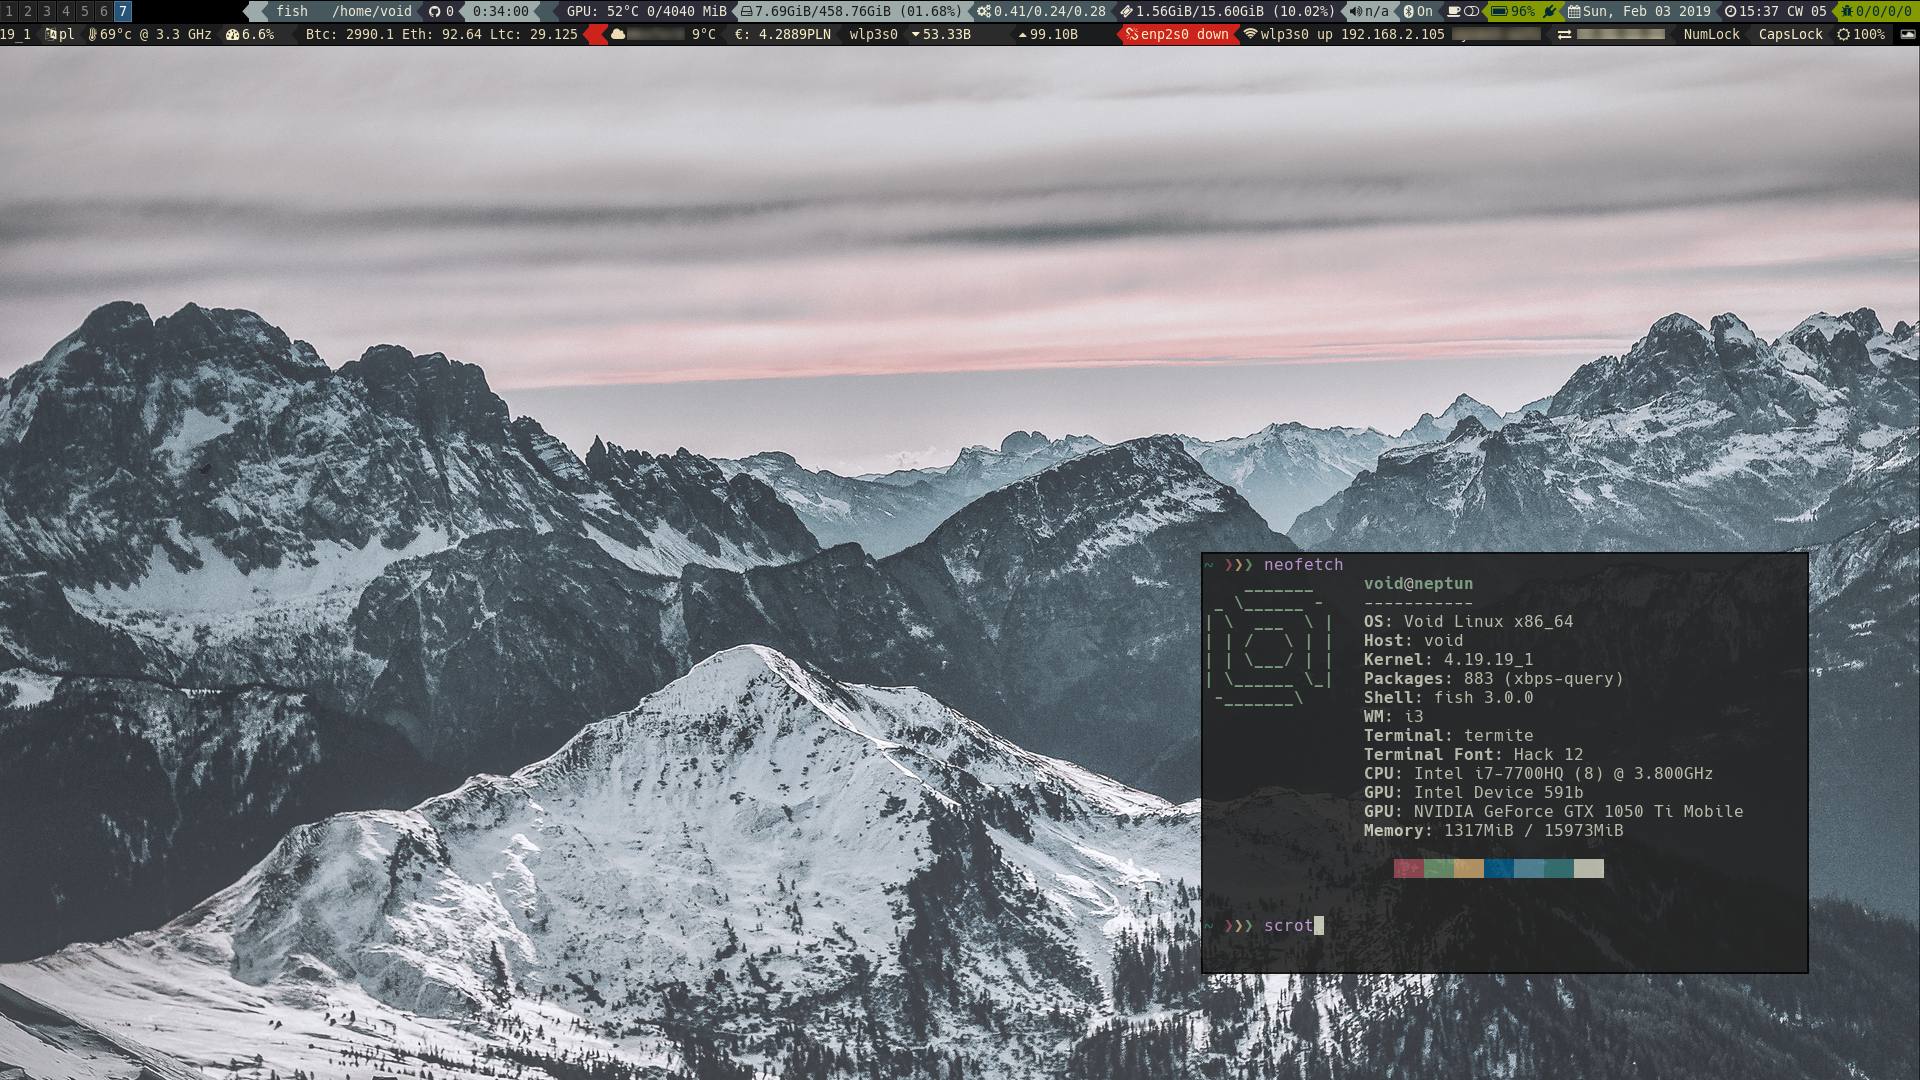 1 2 3 4 5 6 7 fish /home/void 0 0:34:00 GPU: 52°C 0/4040 MiB 7.69GiB/458.76GiB (01.68%) 0.41/0.24/0.28 1.56GiB/15.60GiB (10.02%) n/a On 96% Sun, Feb 03 2019 15:37 CW 05 0/0/0/0
19_1 pl 69°c @ 3.3 GHz 6.6% Btc: 2990.1 Eth: 92.64 Ltc: 29.125 9°C €: 4.2889PLN wlp3s0 53.33B 99.10B enp2s0 down wlp3s0 up 192.168.2.105 NumLock CapsLock 100%
~ ❯❯❯ neofetch
void@neptun
-----------
OS: Void Linux x86_64
Host: void
Kernel: 4.19.19_1
Packages: 883 (xbps-query)
Shell: fish 3.0.0
WM: i3
Terminal: termite
Terminal Font: Hack 12
CPU: Intel i7-7700HQ (8) @ 3.800GHz
GPU: Intel Device 591b
GPU: NVIDIA GeForce GTX 1050 Ti Mobile
Memory: 1317MiB / 15973MiB
~ ❯❯❯ scrot